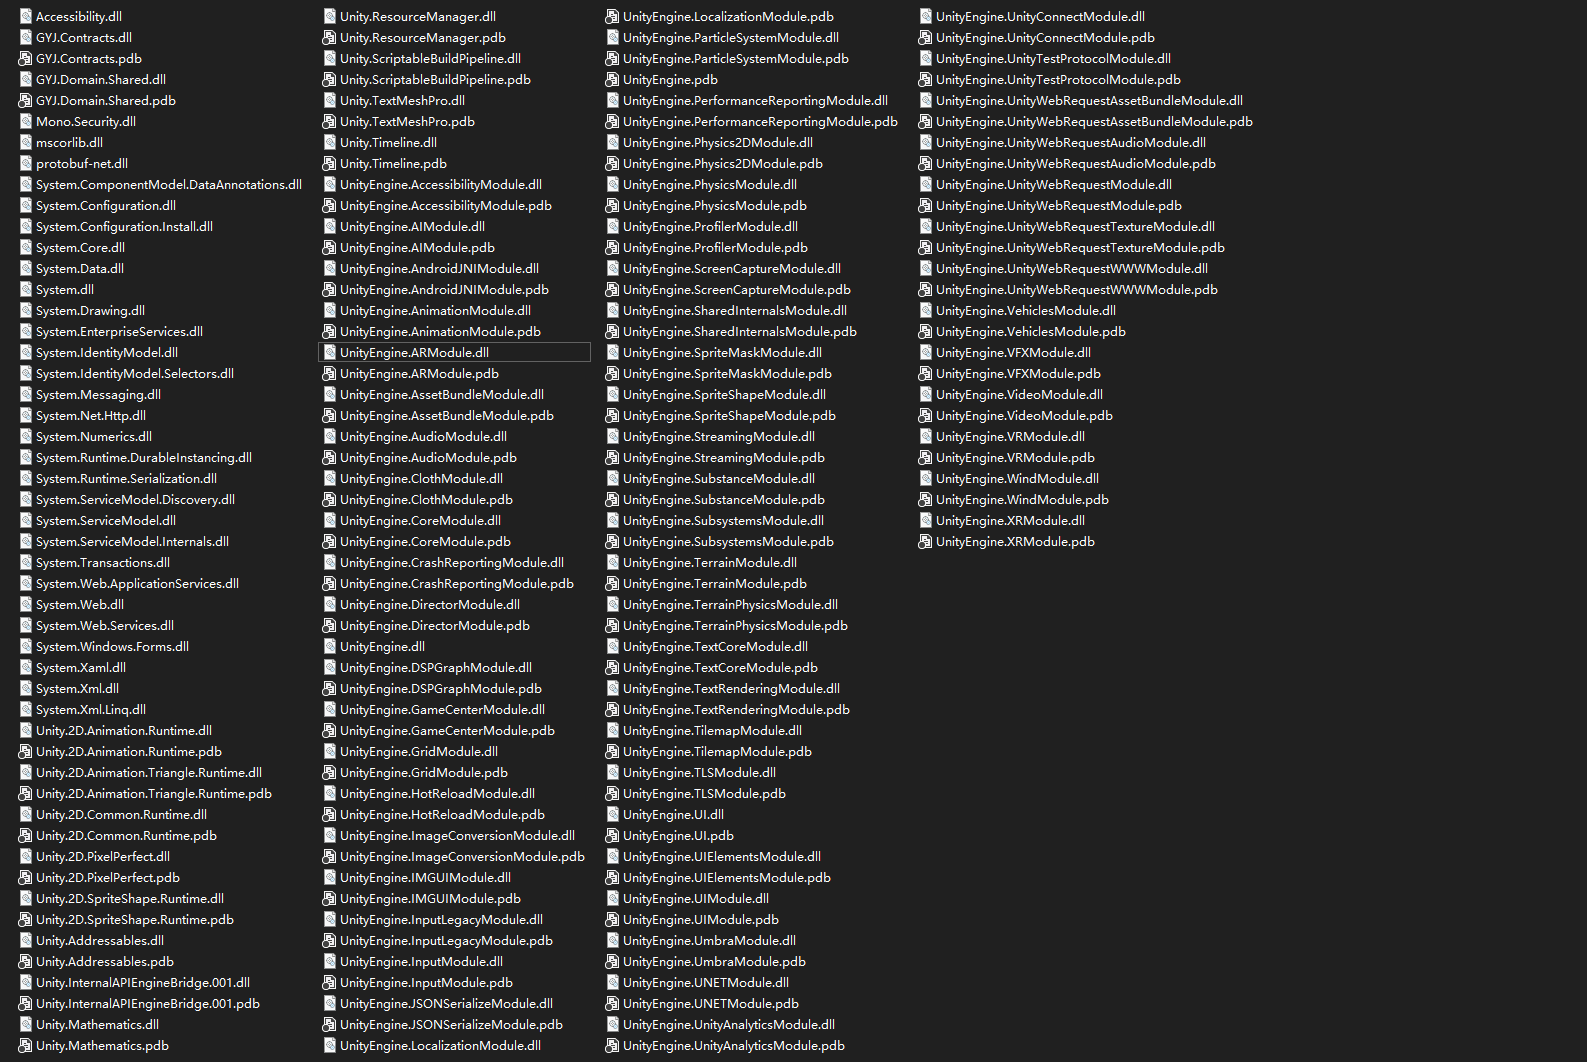 Accessibility.dll
GYJ.Contracts.dll
GYJ.Contracts.pdb
GYJ.Domain.Shared.dll
GYJ.Domain.Shared.pdb
Mono.Security.dll
mscorlib.dll
protobuf-net.dll
System.ComponentModel.DataAnnotations.dll
System.Configuration.dll
System.Configuration.Install.dll
System.Core.dll
System.Data.dll
System.dll
System.Drawing.dll
System.EnterpriseServices.dll
System.IdentityModel.dll
System.IdentityModel.Selectors.dll
System.Messaging.dll
System.Net.Http.dll
System.Numerics.dll
System.Runtime.DurableInstancing.dll
System.Runtime.Serialization.dll
System.ServiceModel.Discovery.dll
System.ServiceModel.dll
System.ServiceModel.Internals.dll
System.Transactions.dll
System.Web.ApplicationServices.dll
System.Web.dll
System.Web.Services.dll
System.Windows.Forms.dll
System.Xaml.dll
System.Xml.dll
System.Xml.Linq.dll
Unity.2D.Animation.Runtime.dll
Unity.2D.Animation.Runtime.pdb
Unity.2D.Animation.Triangle.Runtime.dll
Unity.2D.Animation.Triangle.Runtime.pdb
Unity.2D.Common.Runtime.dll
Unity.2D.Common.Runtime.pdb
Unity.2D.PixelPerfect.dll
Unity.2D.PixelPerfect.pdb
Unity.2D.SpriteShape.Runtime.dll
Unity.2D.SpriteShape.Runtime.pdb
Unity.Addressables.dll
Unity.Addressables.pdb
Unity.InternalAPIEngineBridge.001.dll
Unity.InternalAPIEngineBridge.001.pdb
Unity.Mathematics.dll
Unity.Mathematics.pdb
Unity.ResourceManager.dll
Unity.ResourceManager.pdb
Unity.ScriptableBuildPipeline.dll
Unity.ScriptableBuildPipeline.pdb
Unity.TextMeshPro.dll
Unity.TextMeshPro.pdb
Unity.Timeline.dll
Unity.Timeline.pdb
UnityEngine.AccessibilityModule.dll
UnityEngine.AccessibilityModule.pdb
UnityEngine.AIModule.dll
UnityEngine.AIModule.pdb
UnityEngine.AndroidJNIModule.dll
UnityEngine.AndroidJNIModule.pdb
UnityEngine.AnimationModule.dll
UnityEngine.AnimationModule.pdb
UnityEngine.ARModule.dll
UnityEngine.ARModule.pdb
UnityEngine.AssetBundleModule.dll
UnityEngine.AssetBundleModule.pdb
UnityEngine.AudioModule.dll
UnityEngine.AudioModule.pdb
UnityEngine.ClothModule.dll
UnityEngine.ClothModule.pdb
UnityEngine.CoreModule.dll
UnityEngine.CoreModule.pdb
UnityEngine.CrashReportingModule.dll
UnityEngine.CrashReportingModule.pdb
UnityEngine.DirectorModule.dll
UnityEngine.DirectorModule.pdb
UnityEngine.dll
UnityEngine.DSPGraphModule.dll
UnityEngine.DSPGraphModule.pdb
UnityEngine.GameCenterModule.dll
UnityEngine.GameCenterModule.pdb
UnityEngine.GridModule.dll
UnityEngine.GridModule.pdb
UnityEngine.HotReloadModule.dll
UnityEngine.HotReloadModule.pdb
UnityEngine.ImageConversionModule.dll
UnityEngine.ImageConversionModule.pdb
UnityEngine.IMGUIModule.dll
UnityEngine.IMGUIModule.pdb
UnityEngine.InputLegacyModule.dll
UnityEngine.InputLegacyModule.pdb
UnityEngine.InputModule.dll
UnityEngine.InputModule.pdb
UnityEngine.JSONSerializeModule.dll
UnityEngine.JSONSerializeModule.pdb
UnityEngine.LocalizationModule.dll
UnityEngine.LocalizationModule.pdb
UnityEngine.ParticleSystemModule.dll
UnityEngine.ParticleSystemModule.pdb
UnityEngine.pdb
UnityEngine.PerformanceReportingModule.dll
UnityEngine.PerformanceReportingModule.pdb
UnityEngine.Physics2DModule.dll
UnityEngine.Physics2DModule.pdb
UnityEngine.PhysicsModule.dll
UnityEngine.PhysicsModule.pdb
UnityEngine.ProfilerModule.dll
UnityEngine.ProfilerModule.pdb
UnityEngine.ScreenCaptureModule.dll
UnityEngine.ScreenCaptureModule.pdb
UnityEngine.SharedInternalsModule.dll
UnityEngine.SharedInternalsModule.pdb
UnityEngine.SpriteMaskModule.dll
UnityEngine.SpriteMaskModule.pdb
UnityEngine.SpriteShapeModule.dll
UnityEngine.SpriteShapeModule.pdb
UnityEngine.StreamingModule.dll
UnityEngine.StreamingModule.pdb
UnityEngine.SubstanceModule.dll
UnityEngine.SubstanceModule.pdb
UnityEngine.SubsystemsModule.dll
UnityEngine.SubsystemsModule.pdb
UnityEngine.TerrainModule.dll
UnityEngine.TerrainModule.pdb
UnityEngine.TerrainPhysicsModule.dll
UnityEngine.TerrainPhysicsModule.pdb
UnityEngine.TextCoreModule.dll
UnityEngine.TextCoreModule.pdb
UnityEngine.TextRenderingModule.dll
UnityEngine.TextRenderingModule.pdb
UnityEngine.TilemapModule.dll
UnityEngine.TilemapModule.pdb
UnityEngine.TLSModule.dll
UnityEngine.TLSModule.pdb
UnityEngine.UI.dll
UnityEngine.UI.pdb
UnityEngine.UIElementsModule.dll
UnityEngine.UIElementsModule.pdb
UnityEngine.UIModule.dll
UnityEngine.UIModule.pdb
UnityEngine.UmbraModule.dll
UnityEngine.UmbraModule.pdb
UnityEngine.UNETModule.dll
UnityEngine.UNETModule.pdb
UnityEngine.UnityAnalyticsModule.dll
UnityEngine.UnityAnalyticsModule.pdb
UnityEngine.UnityConnectModule.dll
UnityEngine.UnityConnectModule.pdb
UnityEngine.UnityTestProtocolModule.dll
UnityEngine.UnityTestProtocolModule.pdb
UnityEngine.UnityWebRequestAssetBundleModule.dll
UnityEngine.UnityWebRequestAssetBundleModule.pdb
UnityEngine.UnityWebRequestAudioModule.dll
UnityEngine.UnityWebRequestAudioModule.pdb
UnityEngine.UnityWebRequestModule.dll
UnityEngine.UnityWebRequestModule.pdb
UnityEngine.UnityWebRequestTextureModule.dll
UnityEngine.UnityWebRequestTextureModule.pdb
UnityEngine.UnityWebRequestWWWModule.dll
UnityEngine.UnityWebRequestWWWModule.pdb
UnityEngine.VehiclesModule.dll
UnityEngine.VehiclesModule.pdb
UnityEngine.VFXModule.dll
UnityEngine.VFXModule.pdb
UnityEngine.VideoModule.dll
UnityEngine.VideoModule.pdb
UnityEngine.VRModule.dll
UnityEngine.VRModule.pdb
UnityEngine.WindModule.dll
UnityEngine.WindModule.pdb
UnityEngine.XRModule.dll
UnityEngine.XRModule.pdb